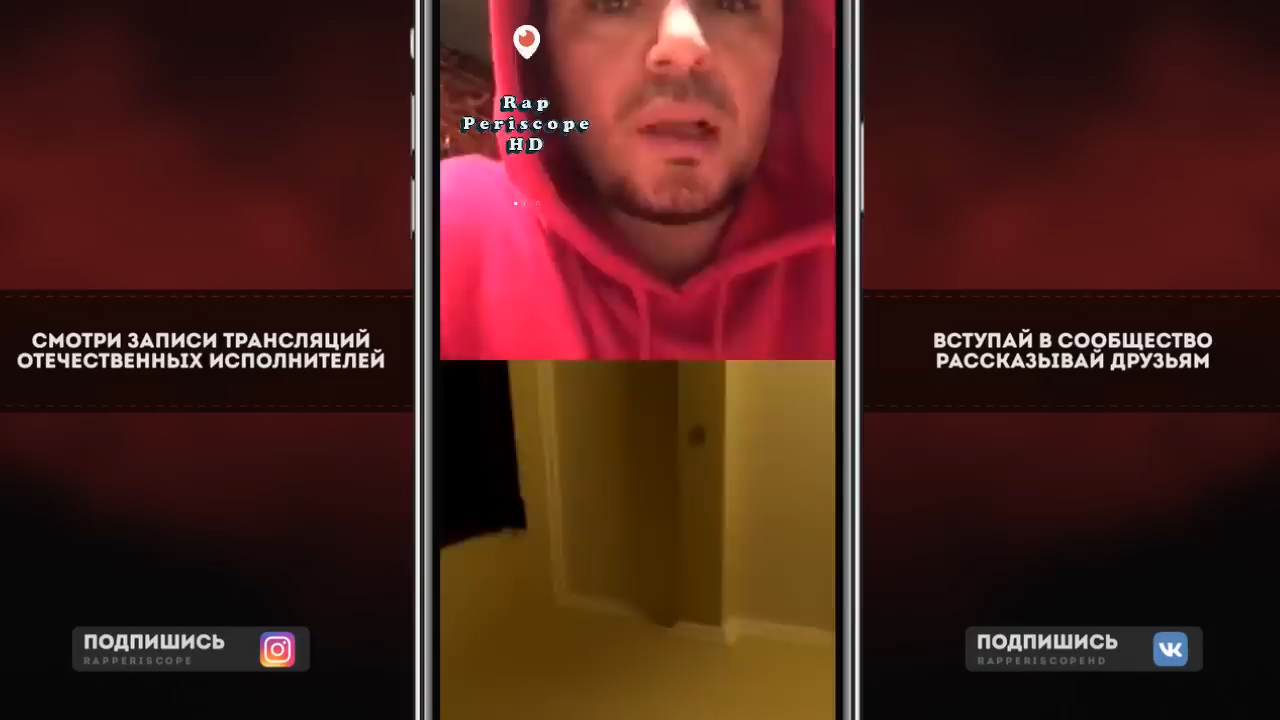 Rap
Periscope
HD
СМОТРИ ЗАПИСИ ТРАНСЛЯЦИЙ
ОТЕЧЕСТВЕННЫХ ИСПОЛНИТЕЛЕЙ
ВСТУПАЙ В СООБЩЕСТВО
РАССКАЗЫВАЙ ДРУЗЬЯМ
ПОДПИШИСЬ
RAPPERISCOPE
ПОДПИШИСЬ
RAPPERISCOPEHD